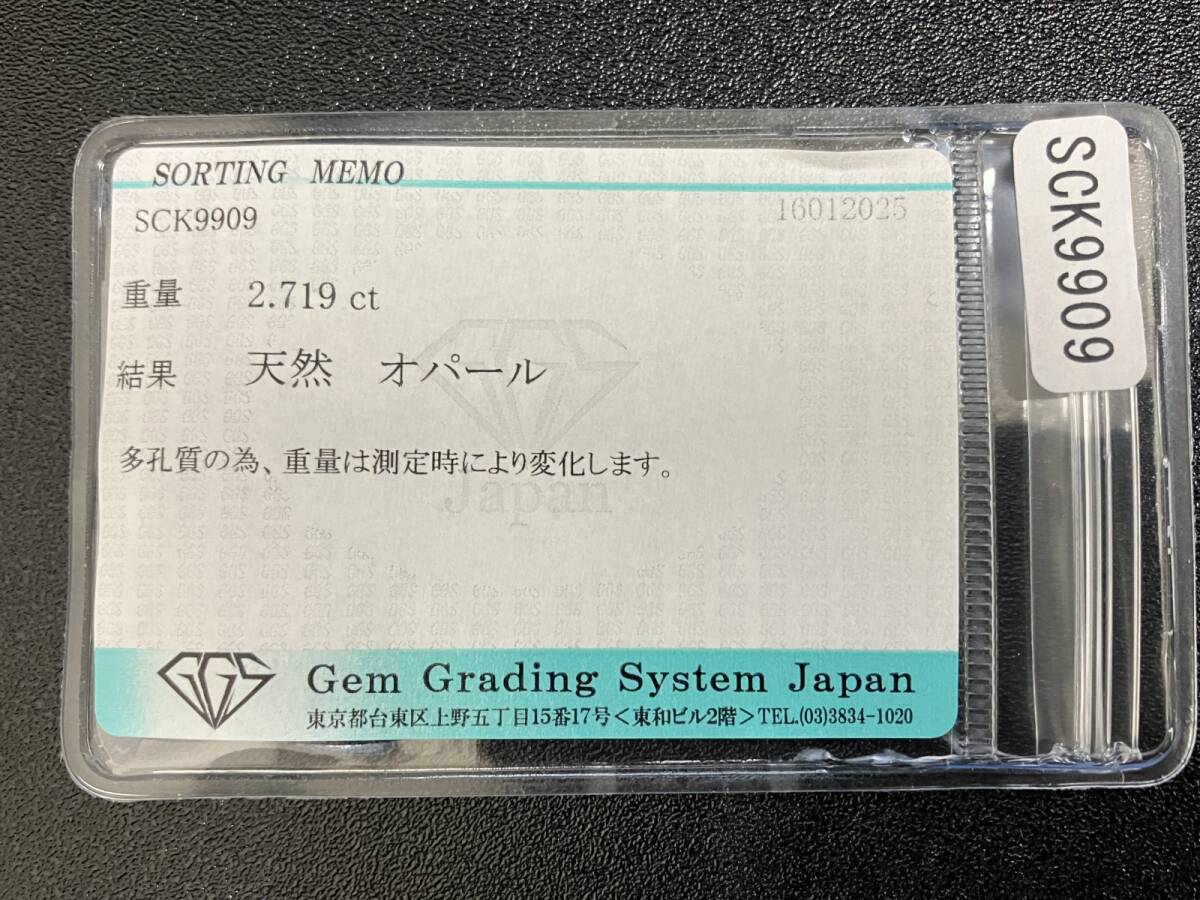 SORTING MEMO
SCK9909 16012025
SCK9909
重量 2.719 ct
結果 天然 オパール
多孔質の為、重量は測定時により変化します。
Japan
GGS Gem Grading System Japan
東京都台東区上野五丁目15番17号<東和ビル2階>TEL.(03)3834-1020